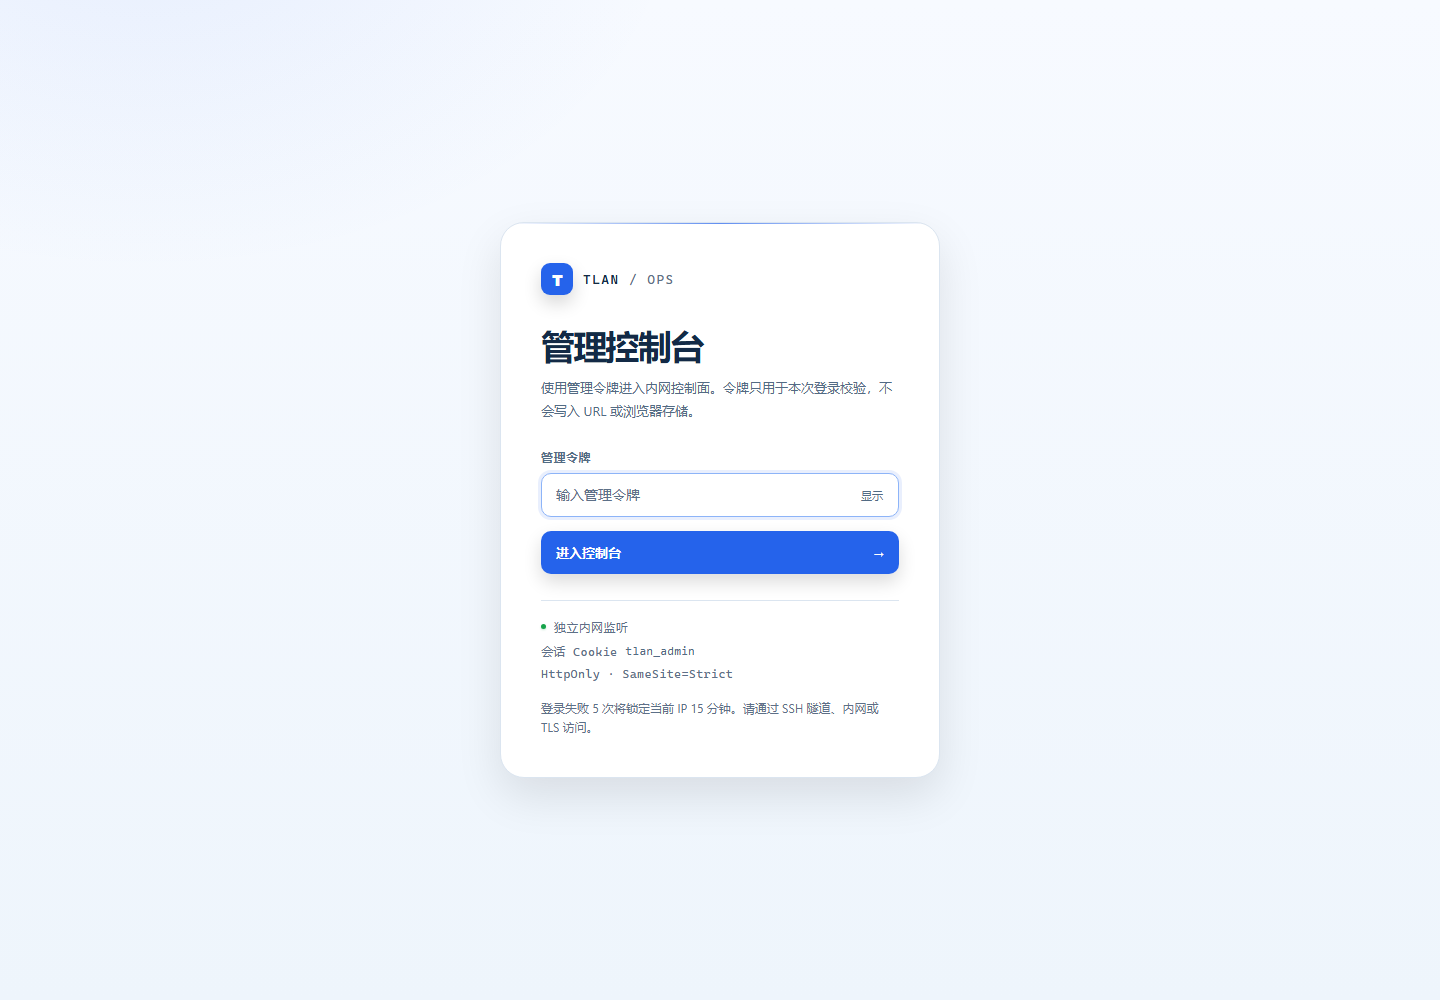 T TLAN / OPS
管理控制台
使用管理令牌进入内网控制面。令牌只用于本次登录校验，不
会写入 URL 或浏览器存储。
管理令牌
输入管理令牌 显示
进入控制台 →
独立内网监听
会话 Cookie tlan_admin
HttpOnly · SameSite=Strict
登录失败 5 次将锁定当前 IP 15 分钟。请通过 SSH 隧道、内网或
TLS 访问。